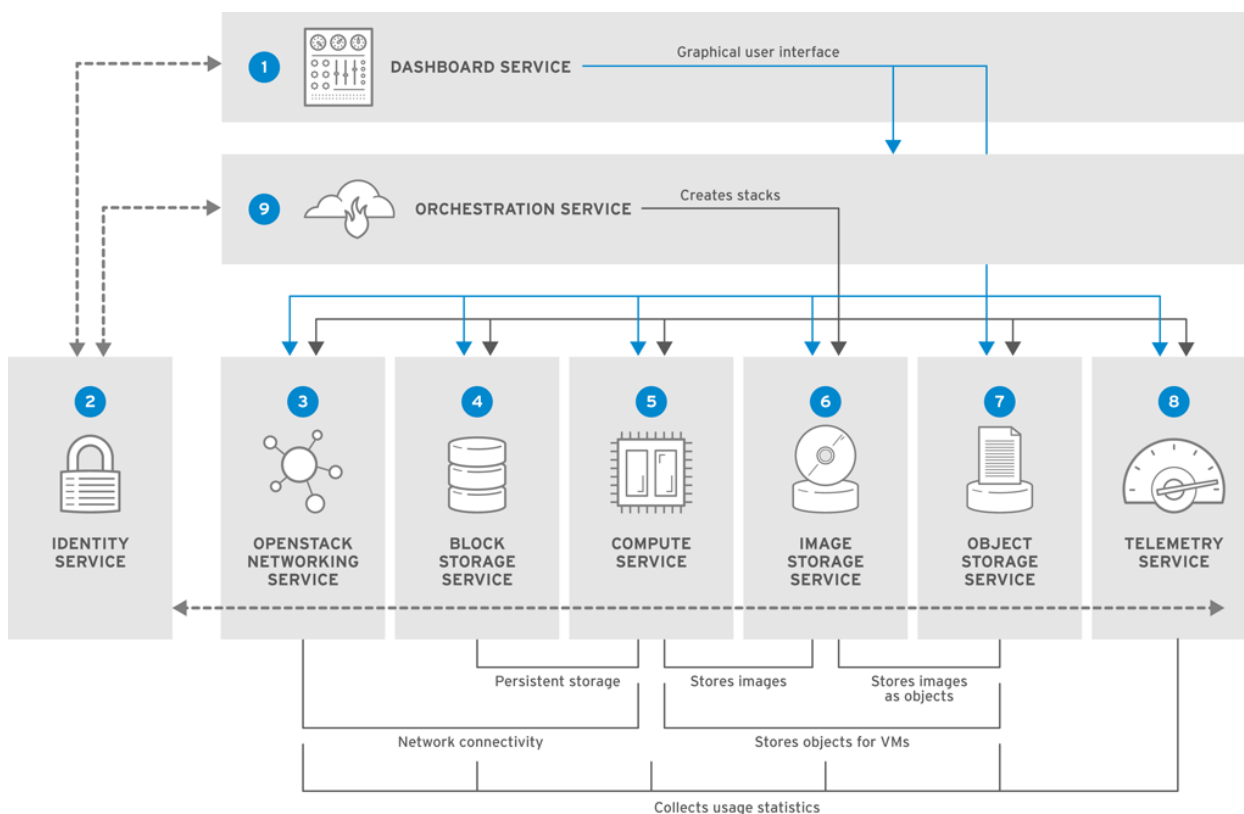 1
DASHBOARD SERVICE
Graphical user interface
9
ORCHESTRATION SERVICE
Creates stacks
2
IDENTITY
SERVICE
3
OPENSTACK
NETWORKING
SERVICE
4
BLOCK
STORAGE
SERVICE
5
COMPUTE
SERVICE
6
IMAGE
STORAGE
SERVICE
7
OBJECT
STORAGE
SERVICE
8
TELEMETRY
SERVICE
Persistent storage
Stores images
Stores images
as objects
Network connectivity
Stores objects for VMs
Collects usage statistics